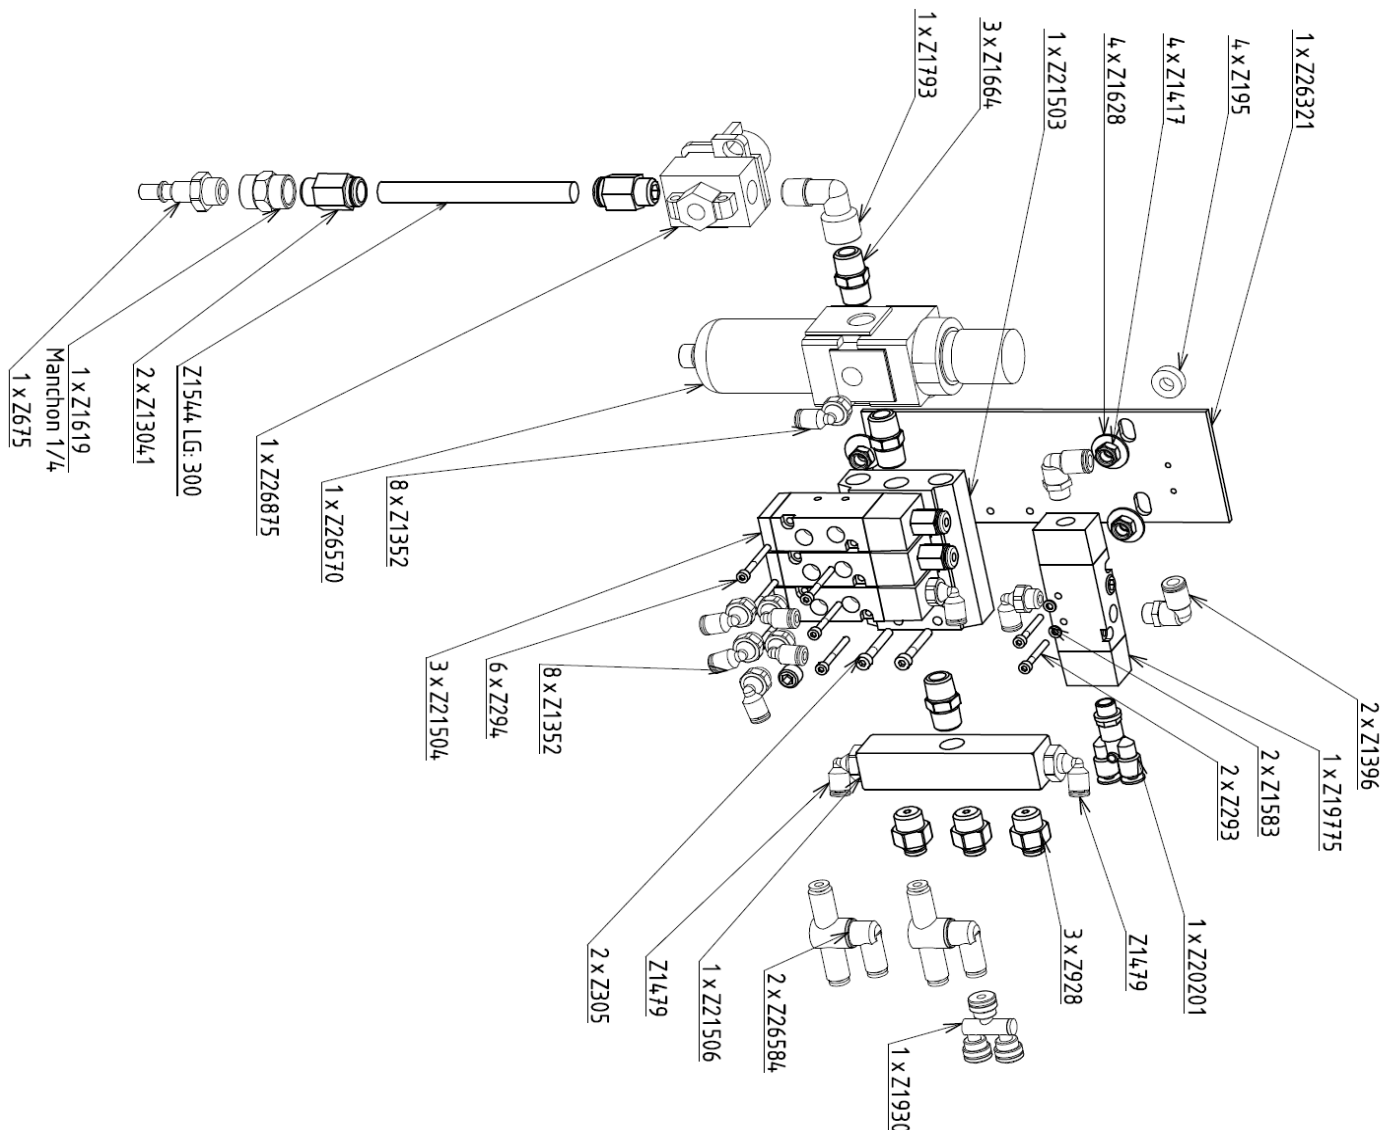 1 x Z1793
3 x Z1664
1 x Z21503
4 x Z1628
4 x Z1417
4 x Z195
1 x Z26321
1 x Z675
1 x Z1619
Manchon 1/4
2 x Z13041
Z1544 LG: 300
1 x Z26875
1 x Z26570
8 x Z1352
3 x Z21504
6 x Z294
8 x Z1352
2 x Z305
Z1479
1 x Z21506
2 x Z26584
1 x Z1930
3 x Z928
Z1479
1 x Z20201
2 x Z293
2 x Z1583
1 x Z19775
2 x Z1396